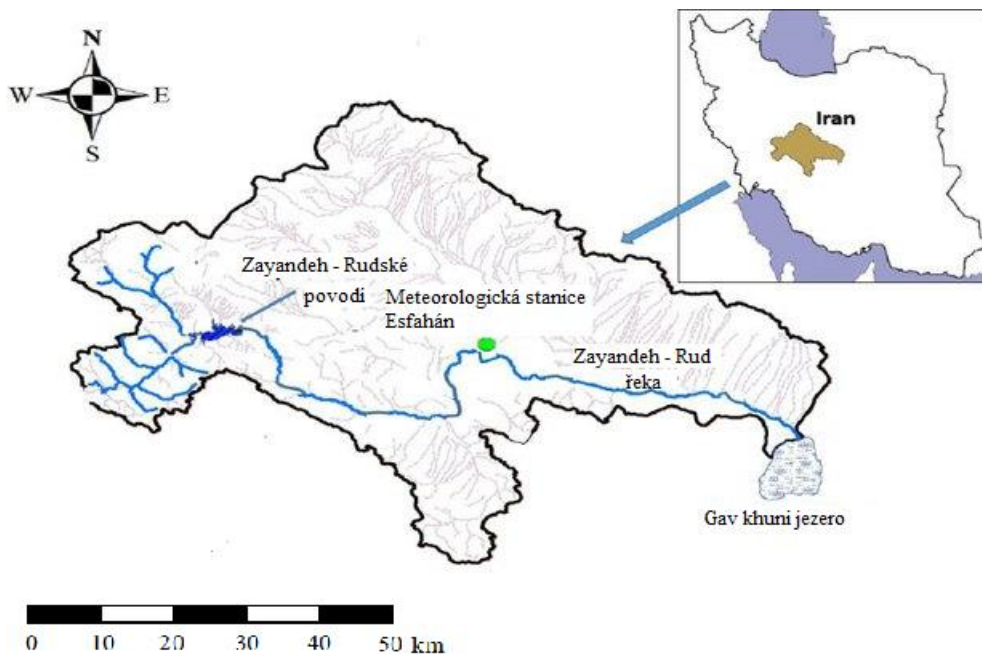 N
W E
S
Iran
Zayandeh - Rudské
povodí
Meteorologická stanice
Esfahán
Zayandeh - Rud
řeka
Gav khuni jezero
0 10 20 30 40 50 km